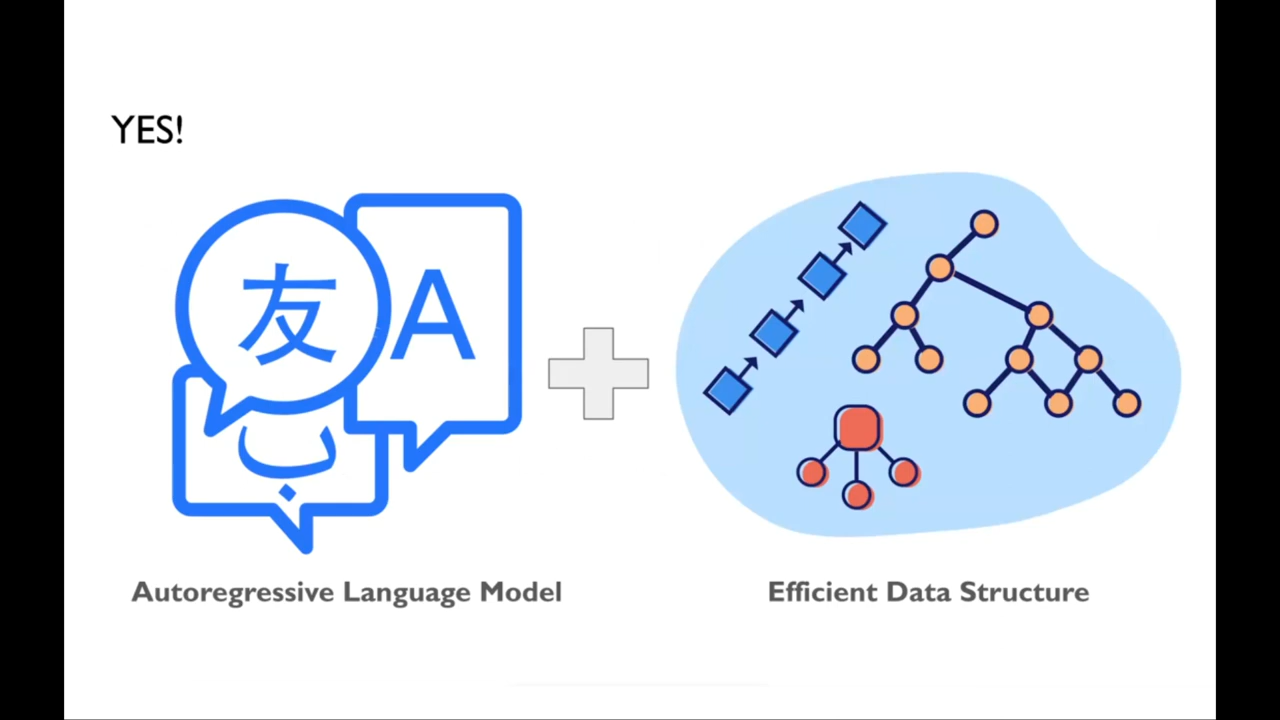 YES!
友
A
ب
Autoregressive Language Model
Efficient Data Structure